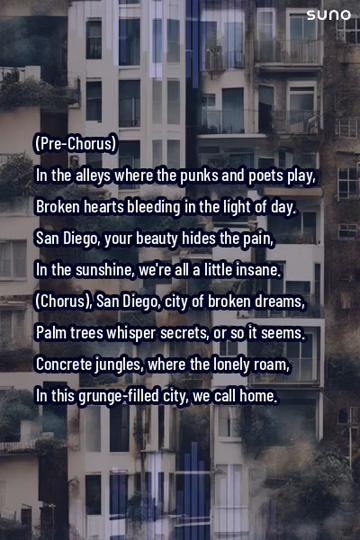 suno
(Pre-Chorus)
In the alleys where the punks and poets play,
Broken hearts bleeding in the light of day.
San Diego, your beauty hides the pain,
In the sunshine, we're all a little insane.
(Chorus), San Diego, city of broken dreams,
Palm trees whisper secrets, or so it seems.
Concrete jungles, where the lonely roam,
In this grunge-filled city, we call home.